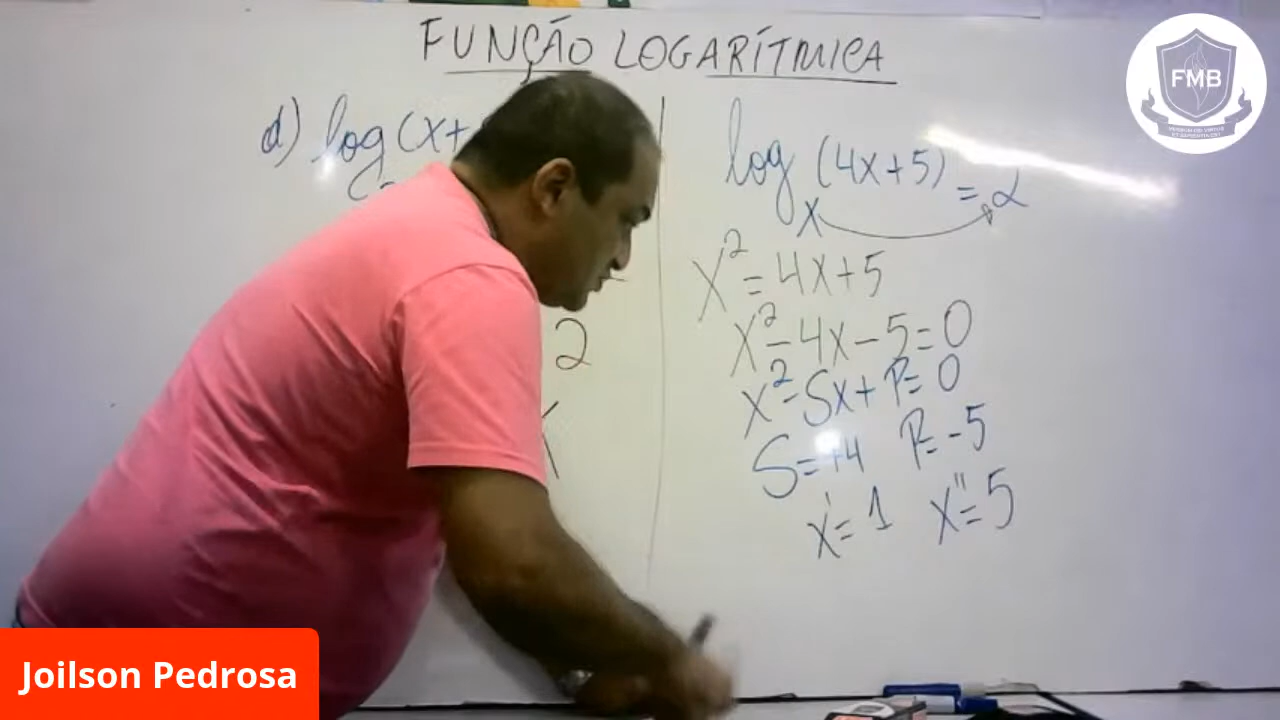 FUNÇÃO LOGARÍTMICA
FMB
d) log (x+
log x (4x+5) = 2
x² = 4x+5
x² - 4x - 5 = 0
x² - Sx + P = 0
S = +4 P = -5
x' = 1 x'' = 5
2
x
Joilson Pedrosa